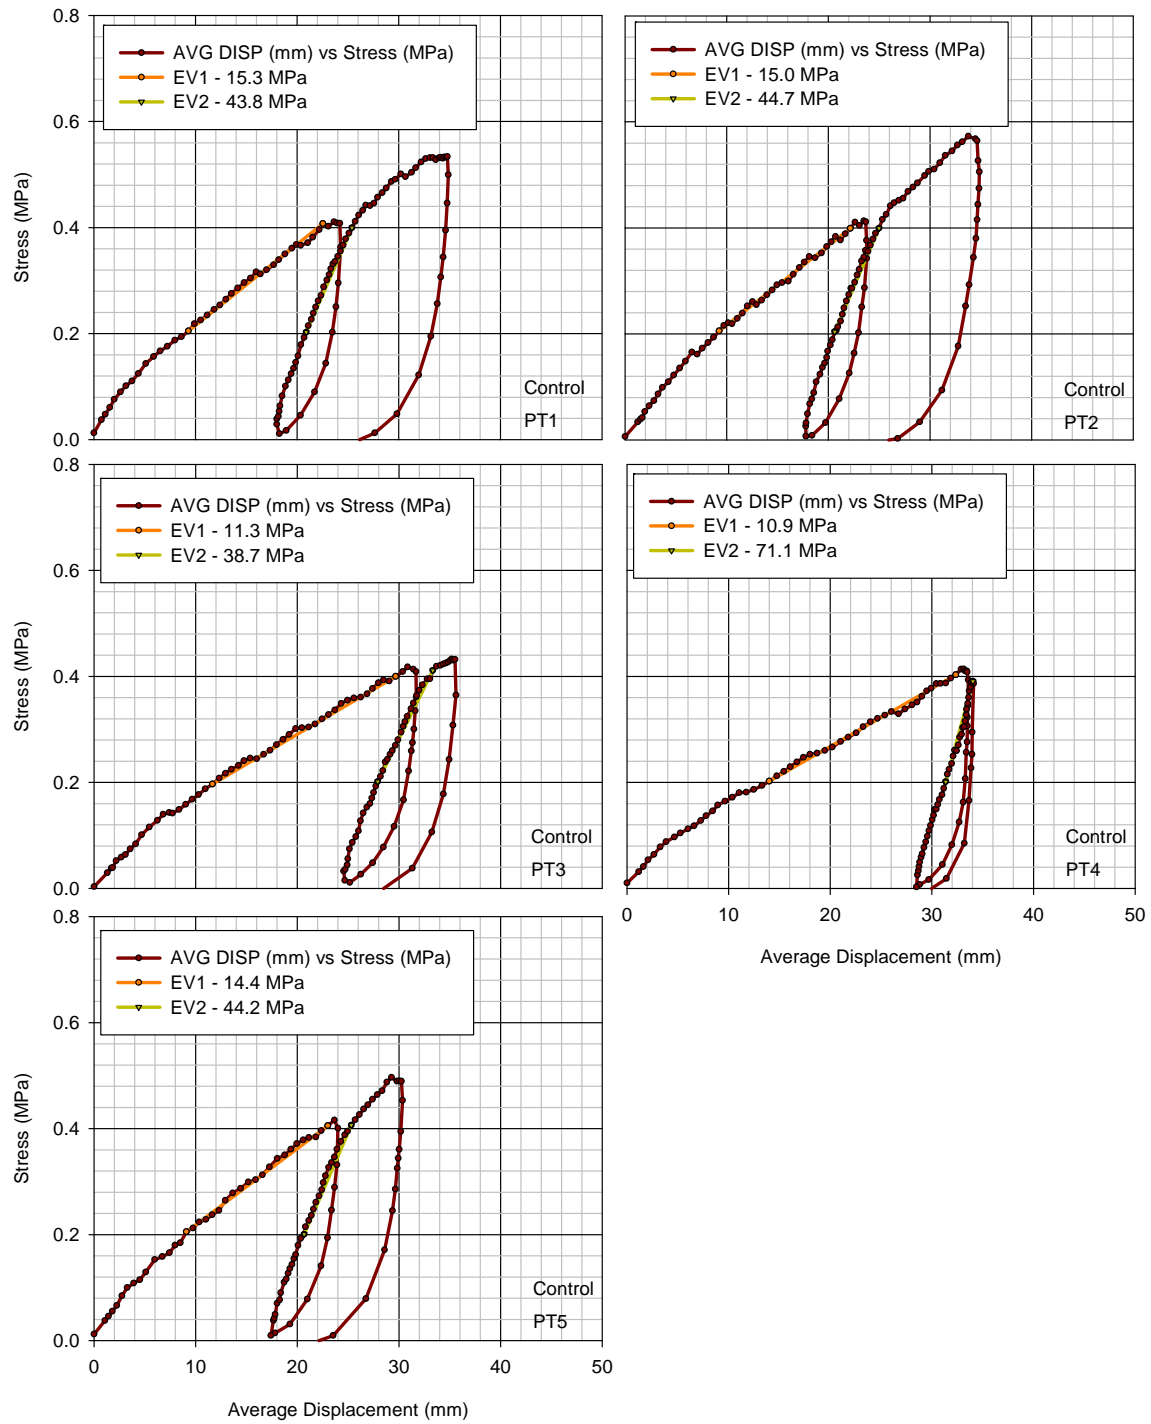 0.8
AVG DISP (mm) vs Stress (MPa)
EV1 - 15.3 MPa
EV2 - 43.8 MPa
0.6
Stress (MPa)
0.4
0.2
0.0
Control
PT1
AVG DISP (mm) vs Stress (MPa)
EV1 - 15.0 MPa
EV2 - 44.7 MPa
Control
PT2
0.8
AVG DISP (mm) vs Stress (MPa)
EV1 - 11.3 MPa
EV2 - 38.7 MPa
0.6
Stress (MPa)
0.4
0.2
0.0
Control
PT3
AVG DISP (mm) vs Stress (MPa)
EV1 - 10.9 MPa
EV2 - 71.1 MPa
Control
PT4
0 10 20 30 40 50
Average Displacement (mm)
0.8
AVG DISP (mm) vs Stress (MPa)
EV1 - 14.4 MPa
EV2 - 44.2 MPa
0.6
Stress (MPa)
0.4
0.2
0.0
Control
PT5
0 10 20 30 40 50
Average Displacement (mm)